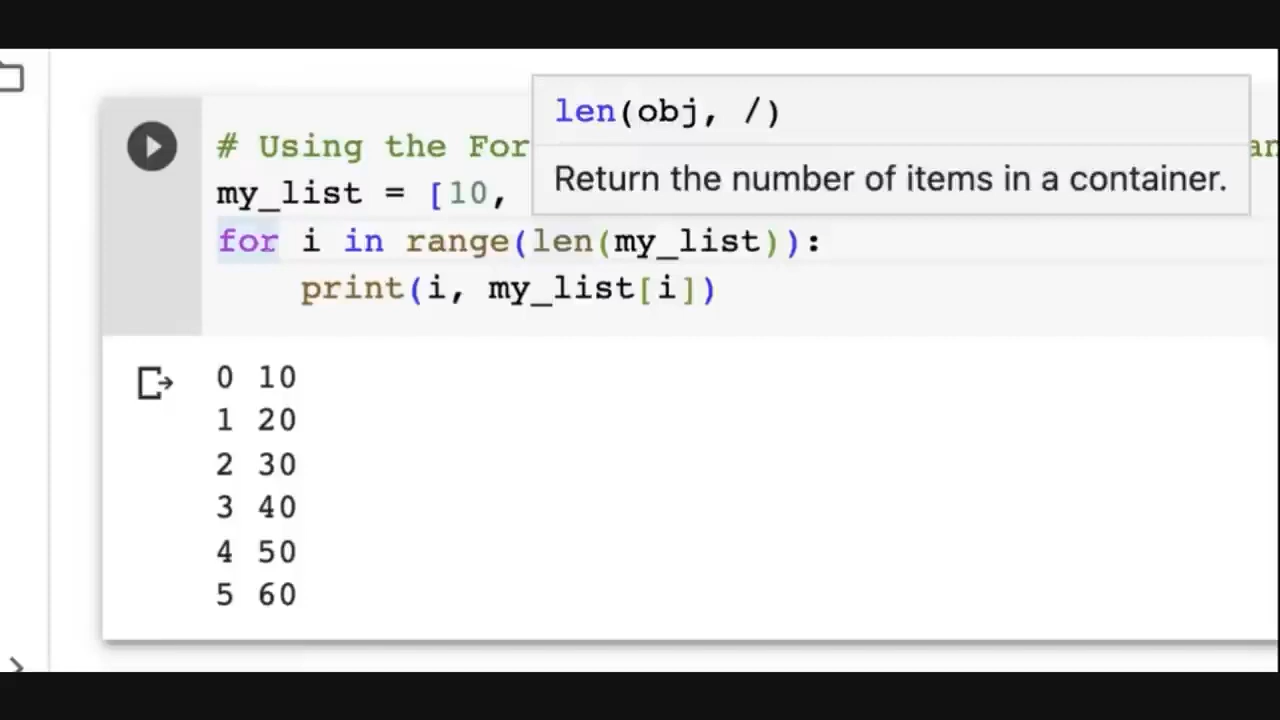 len(obj, /)
Return the number of items in a container.
# Using the For
my_list = [10,
for i in range(len(my_list)):
print(i, my_list[i])
0 10
1 20
2 30
3 40
4 50
5 60